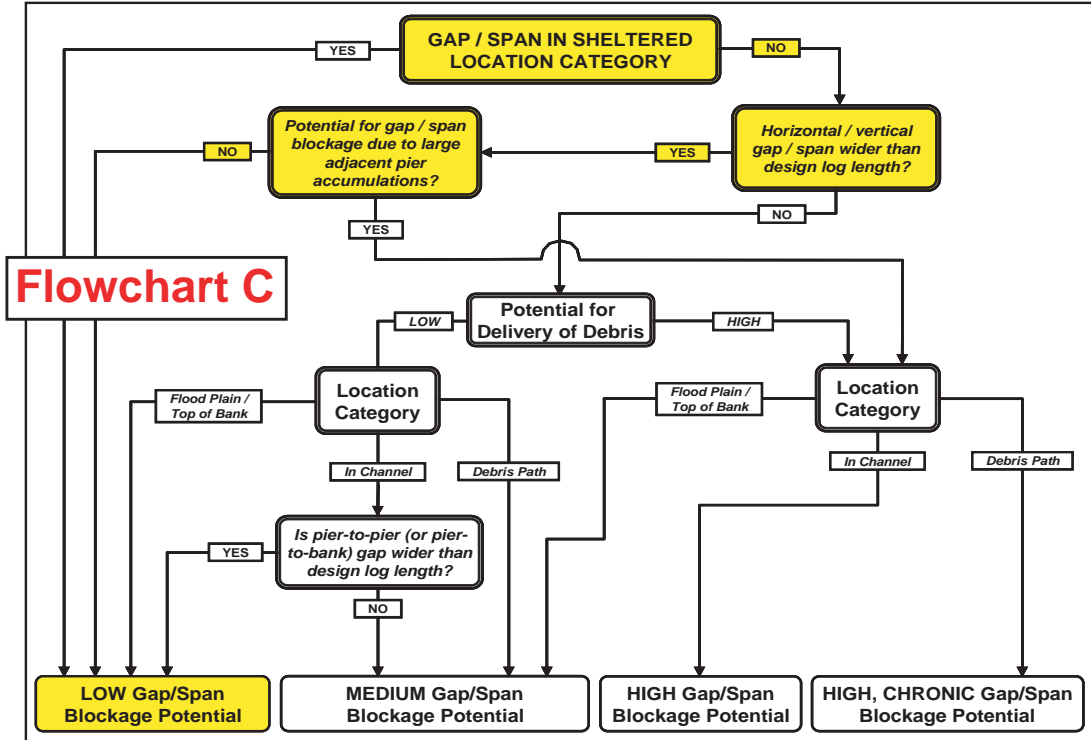 GAP / SPAN IN SHELTERED
LOCATION CATEGORY
YES
NO
Potential for gap / span
blockage due to large
adjacent pier
accumulations?
NO
YES
Horizontal / vertical
gap / span wider than
design log length?
YES
NO
Flowchart C
Potential for
Delivery of Debris
LOW
HIGH
Location
Category
Flood Plain /
Top of Bank
In Channel
Debris Path
Location
Category
Flood Plain /
Top of Bank
In Channel
Debris Path
Is pier-to-pier (or pier-
to-bank) gap wider than
design log length?
YES
NO
LOW Gap/Span
Blockage Potential
MEDIUM Gap/Span
Blockage Potential
HIGH Gap/Span
Blockage Potential
HIGH, CHRONIC Gap/Span
Blockage Potential